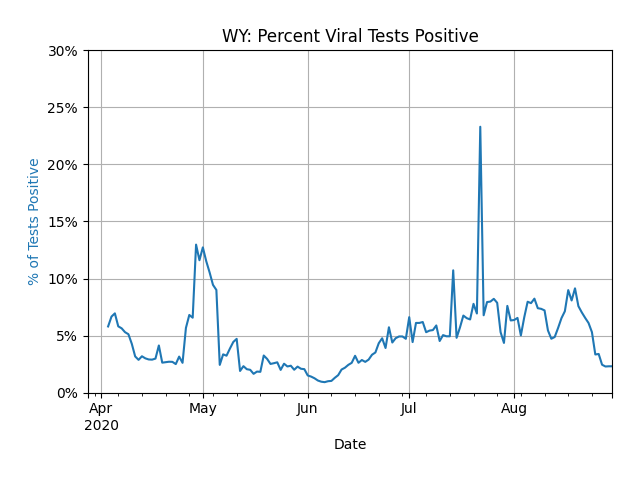 WY: Percent Viral Tests Positive
30%
25%
20%
15%
10%
5%
0%
% of Tests Positive
Apr May Jun Jul Aug
2020
Date